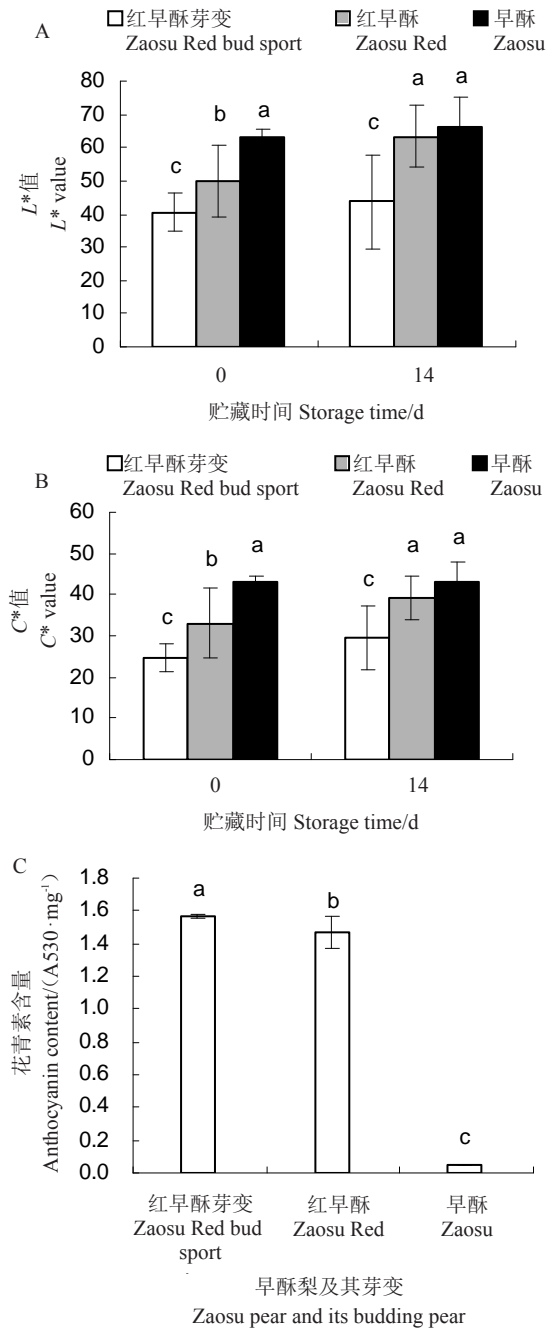 A
红早酥芽变 红早酥 早酥
Zaosu Red bud sport Zaosu Red Zaosu
80
70
60
50
40
30
20
10
0
L*值
L* value
c b a c a a
0 14
贮藏时间 Storage time/d
B
红早酥芽变 红早酥 早酥
Zaosu Red bud sport Zaosu Red Zaosu
60
50
40
30
20
10
0
C*值
C* value
c b a c a a
0 14
贮藏时间 Storage time/d
C
1.8
1.6
1.4
1.2
1.0
0.8
0.6
0.4
0.2
0.0
花青素含量
Anthocyanin content/(A530·mg⁻¹)
a b c
红早酥芽变 红早酥 早酥
Zaosu Red bud Zaosu Red Zaosu
sport
早酥梨及其芽变
Zaosu pear and its budding pear